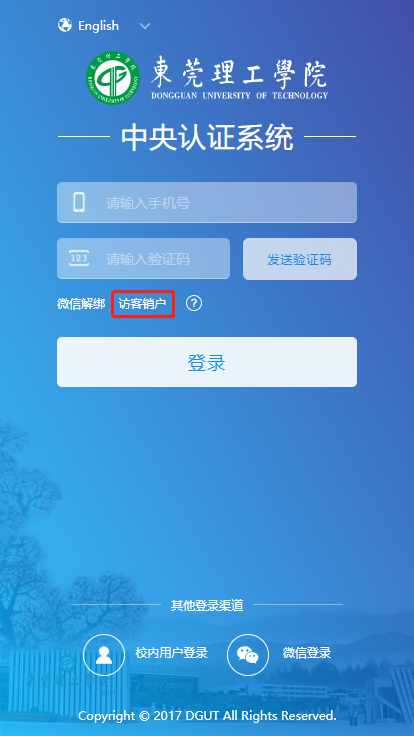 English
東莞理工學院
DONGGUAN UNIVERSITY OF TECHNOLOGY
中央认证系统
请输入手机号
123 请输入验证码 发送验证码
微信解绑 访客销户 ?
登录
其他登录渠道
校内用户登录 微信登录
Copyright © 2017 DGUT All Rights Reserved.